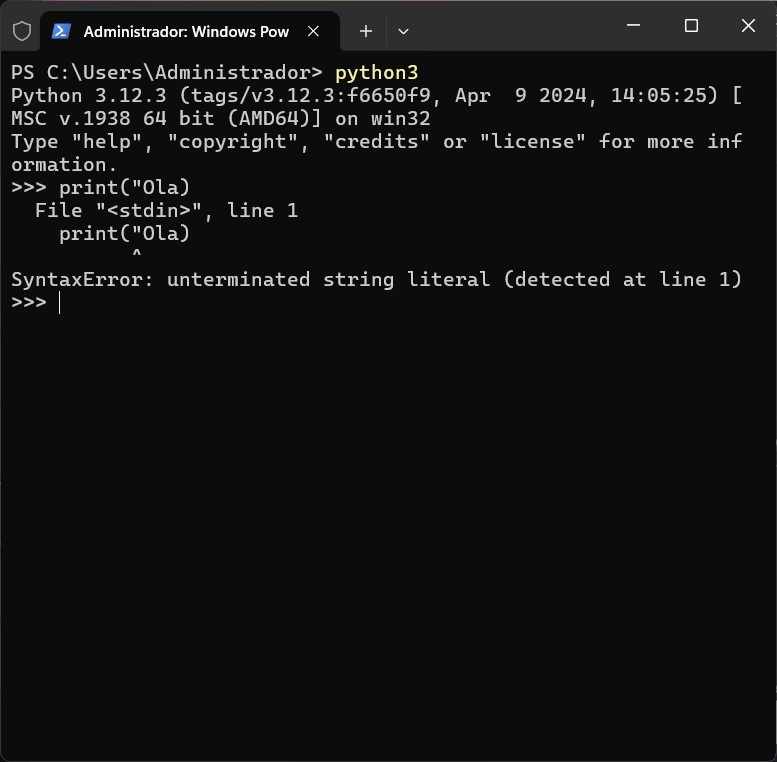 Administrador: Windows Pow
PS C:\Users\Administrador> python3
Python 3.12.3 (tags/v3.12.3:f6650f9, Apr  9 2024, 14:05:25) [
MSC v.1938 64 bit (AMD64)] on win32
Type "help", "copyright", "credits" or "license" for more inf
ormation.
>>> print("Ola)
  File "<stdin>", line 1
    print("Ola)
          ^
SyntaxError: unterminated string literal (detected at line 1)
>>>